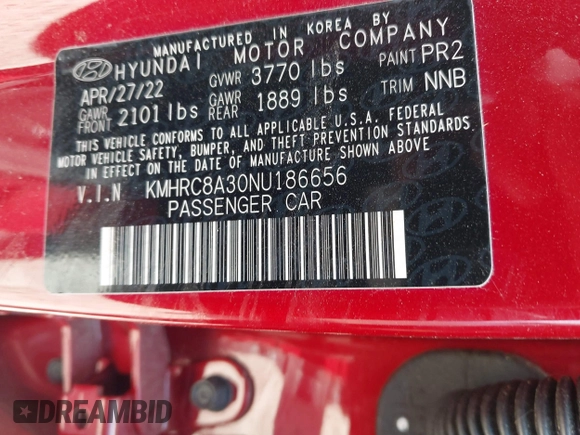 MANUFACTURED IN KOREA BY
HYUNDAI MOTOR COMPANY
APR/27/22 GVWR 3770 lbs PAINT PR2
GAWR FRONT 2101 lbs GAWR REAR 1889 lbs TRIM NNB
THIS VEHICLE CONFORMS TO ALL APPLICABLE U.S.A. FEDERAL
MOTOR VEHICLE SAFETY, BUMPER, AND THEFT PREVENTION STANDARDS
IN EFFECT ON THE DATE OF MANUFACTURE SHOWN ABOVE
V.I.N KMHRC8A30NU186656
PASSENGER CAR
DREAMBID